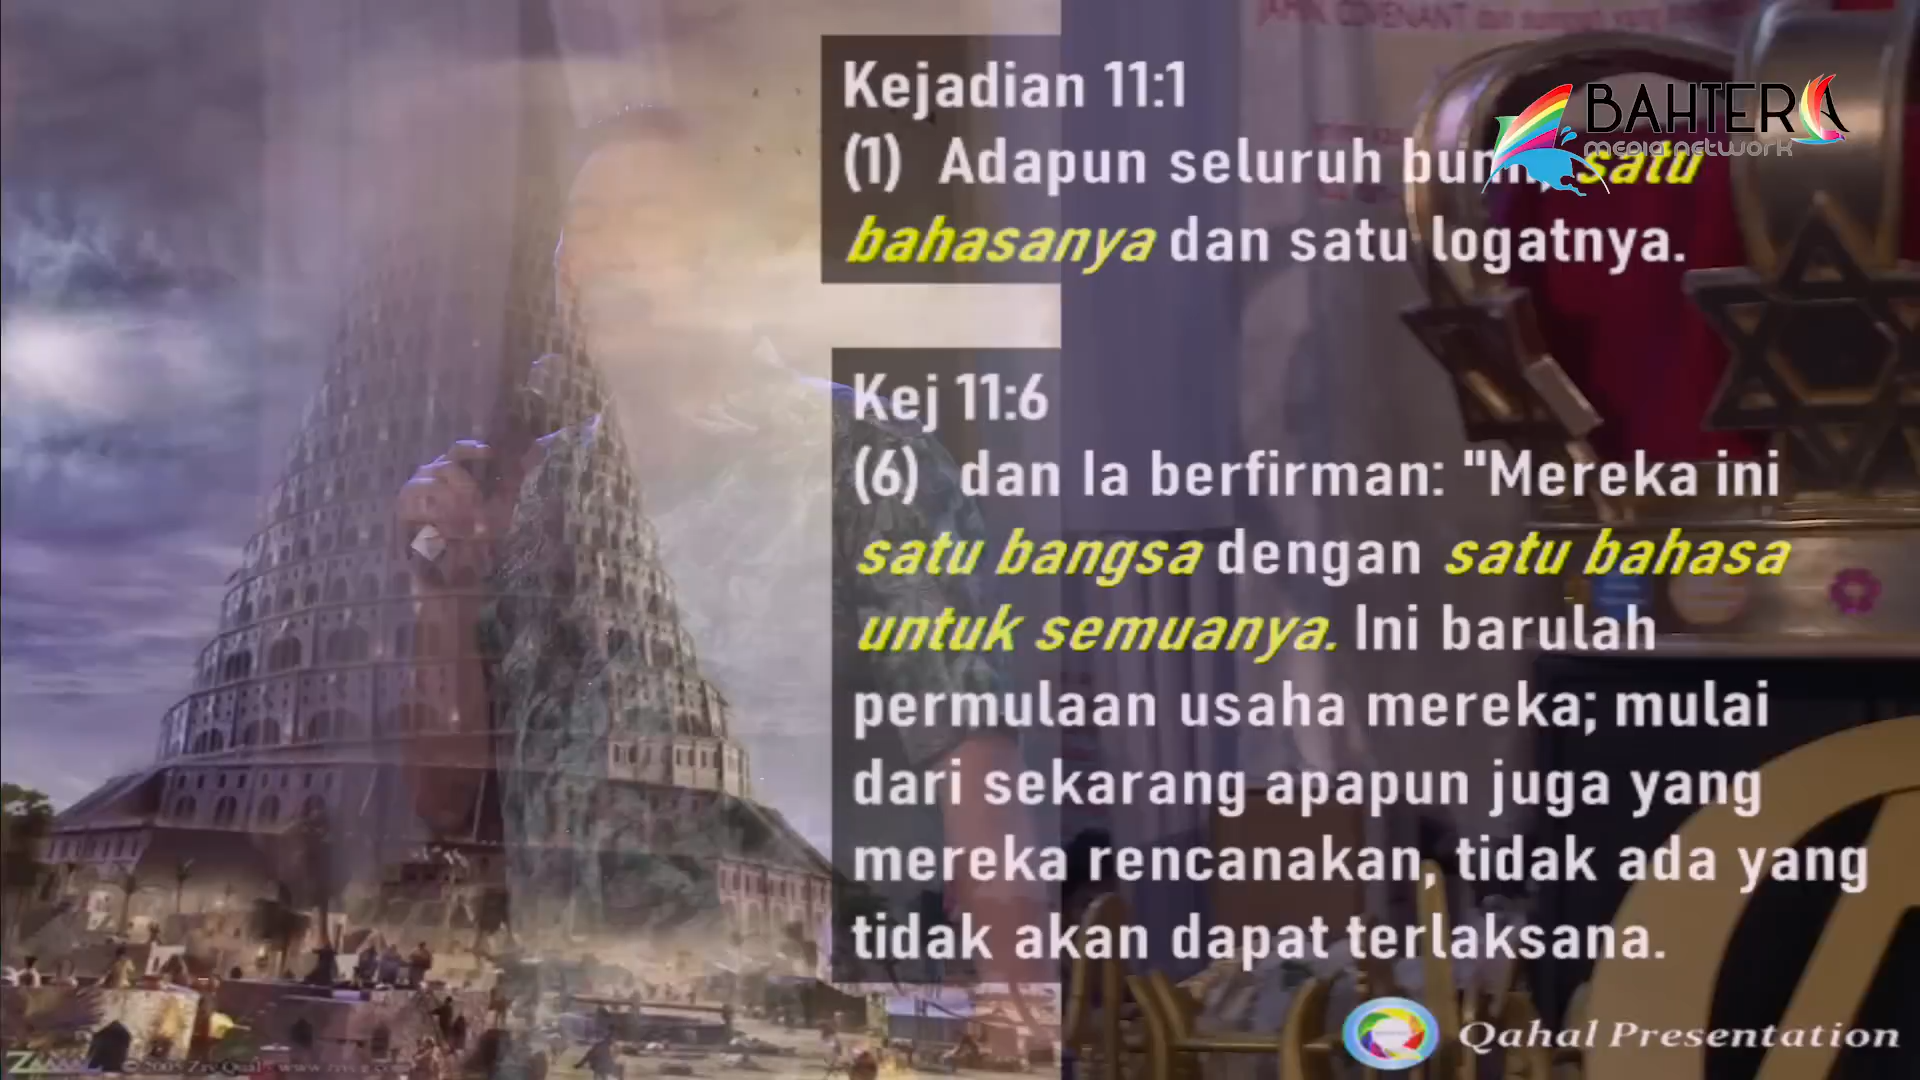 Kejadian 11:1
(1) Adapun seluruh bumi, satu
bahasanya dan satu logatnya.
BAHTERA
MEDIA NETWORK
Kej 11:6
(6) dan Ia berfirman: "Mereka ini
satu bangsa dengan satu bahasa
untuk semuanya. Ini barulah
permulaan usaha mereka; mulai
dari sekarang apapun juga yang
mereka rencanakan, tidak ada yang
tidak akan dapat terlaksana.
Qahal Presentation